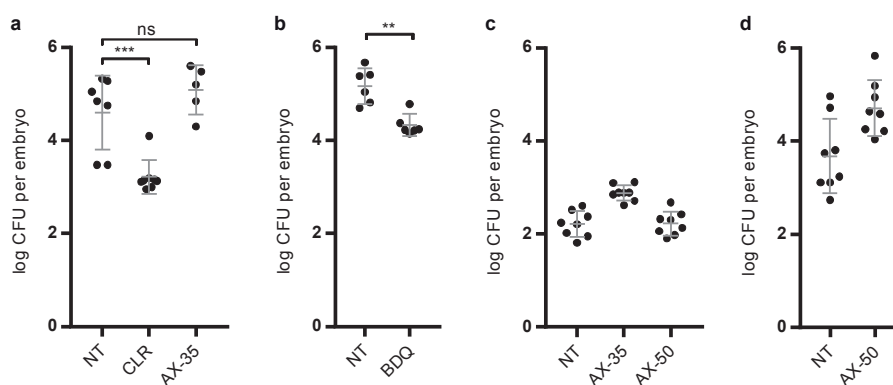 a
ns
***
6
4
2
0
log CFU per embryo
NT
CLR
AX-35
b
**
6
4
2
0
log CFU per embryo
NT
BDQ
c
6
4
2
0
log CFU per embryo
NT
AX-35
AX-50
d
6
4
2
0
log CFU per embryo
NT
AX-50